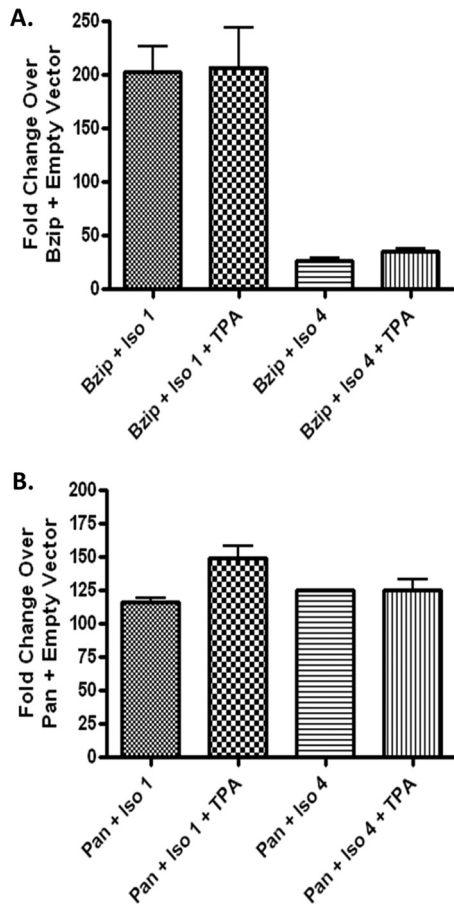 A.
Fold Change Over
Bzip + Empty Vector
250
200
150
100
50
0
Bzip + Iso 1
Bzip + Iso 1 + TPA
Bzip + Iso 4
Bzip + Iso 4 + TPA
B.
Fold Change Over
Pan + Empty Vector
200
175
150
125
100
75
50
25
0
Pan + Iso 1
Pan + Iso 1 + TPA
Pan + Iso 4
Pan + Iso 4 + TPA